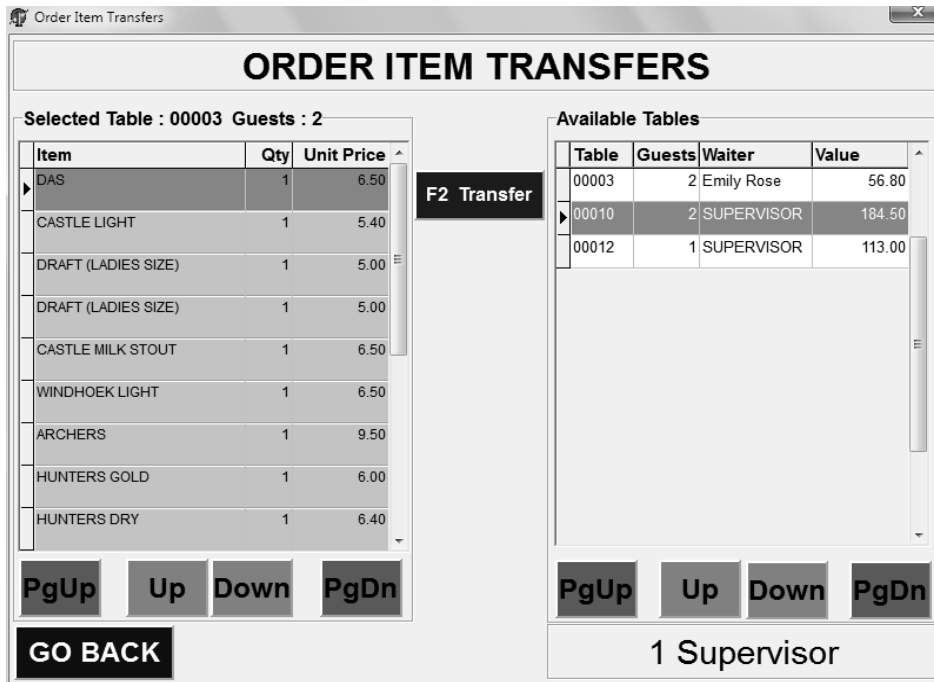 Order Item Transfers
x
ORDER ITEM TRANSFERS
Selected Table : 00003 Guests : 2
Item Qty Unit Price
DAS 1 6.50
CASTLE LIGHT 1 5.40
DRAFT (LADIES SIZE) 1 5.00
DRAFT (LADIES SIZE) 1 5.00
CASTLE MILK STOUT 1 6.50
WINDHOEK LIGHT 1 6.50
ARCHERS 1 9.50
HUNTERS GOLD 1 6.00
HUNTERS DRY 1 6.40
PgUp Up Down PgDn
GO BACK
F2 Transfer
Available Tables
Table Guests Waiter Value
00003 2 Emily Rose 56.80
00010 2 SUPERVISOR 184.50
00012 1 SUPERVISOR 113.00
PgUp Up Down PgDn
1 Supervisor